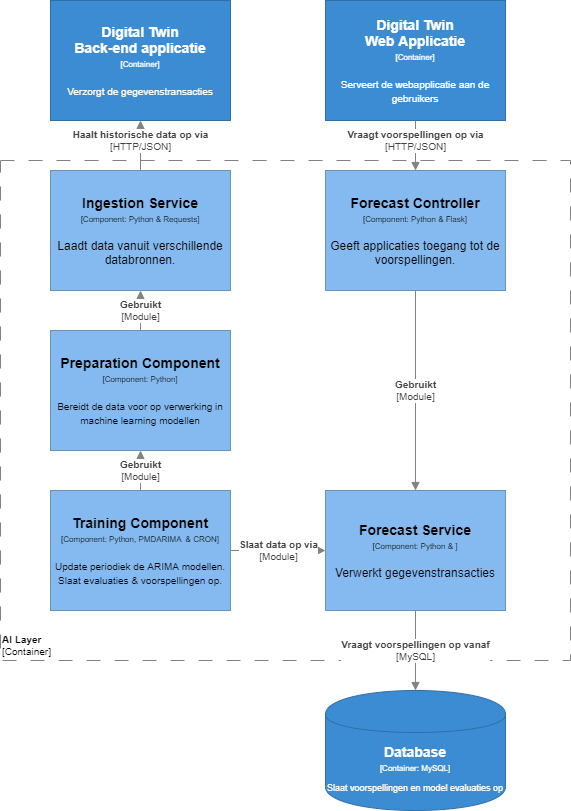 Digital Twin
Back-end applicatie
[Container]
Verzorgt de gegevenstransacties
Digital Twin
Web Applicatie
[Container]
Serveert de webapplicatie aan de
gebruikers
Haalt historische data op via
[HTTP/JSON]
Vraagt voorspellingen op via
[HTTP/JSON]
Ingestion Service
[Component: Python & Requests]
Laadt data vanuit verschillende
databronnen.
Forecast Controller
[Component: Python & Flask]
Geeft applicaties toegang tot de
voorspellingen.
Gebruikt
[Module]
Preparation Component
[Component: Python]
Bereidt de data voor op verwerking in
machine learning modellen
Gebruikt
[Module]
Gebruikt
[Module]
Training Component
[Component: Python, PMDARIMA & CRON]
Update periodiek de ARIMA modellen.
Slaat evaluaties & voorspellingen op.
Slaat data op via
[Module]
Forecast Service
[Component: Python & ]
Verwerkt gegevenstransacties
AI Layer
[Container]
Vraagt voorspellingen op vanaf
[MySQL]
Database
[Container: MySQL]
Slaat voorspellingen en model evaluaties op